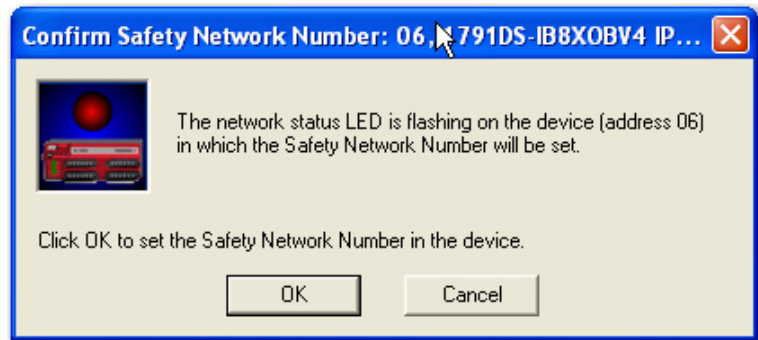 Confirm Safety Network Number: 06, 1791DS-IB8XOBV4 IP...
The network status LED is flashing on the device (address 06)
in which the Safety Network Number will be set.
Click OK to set the Safety Network Number in the device.
OK
Cancel